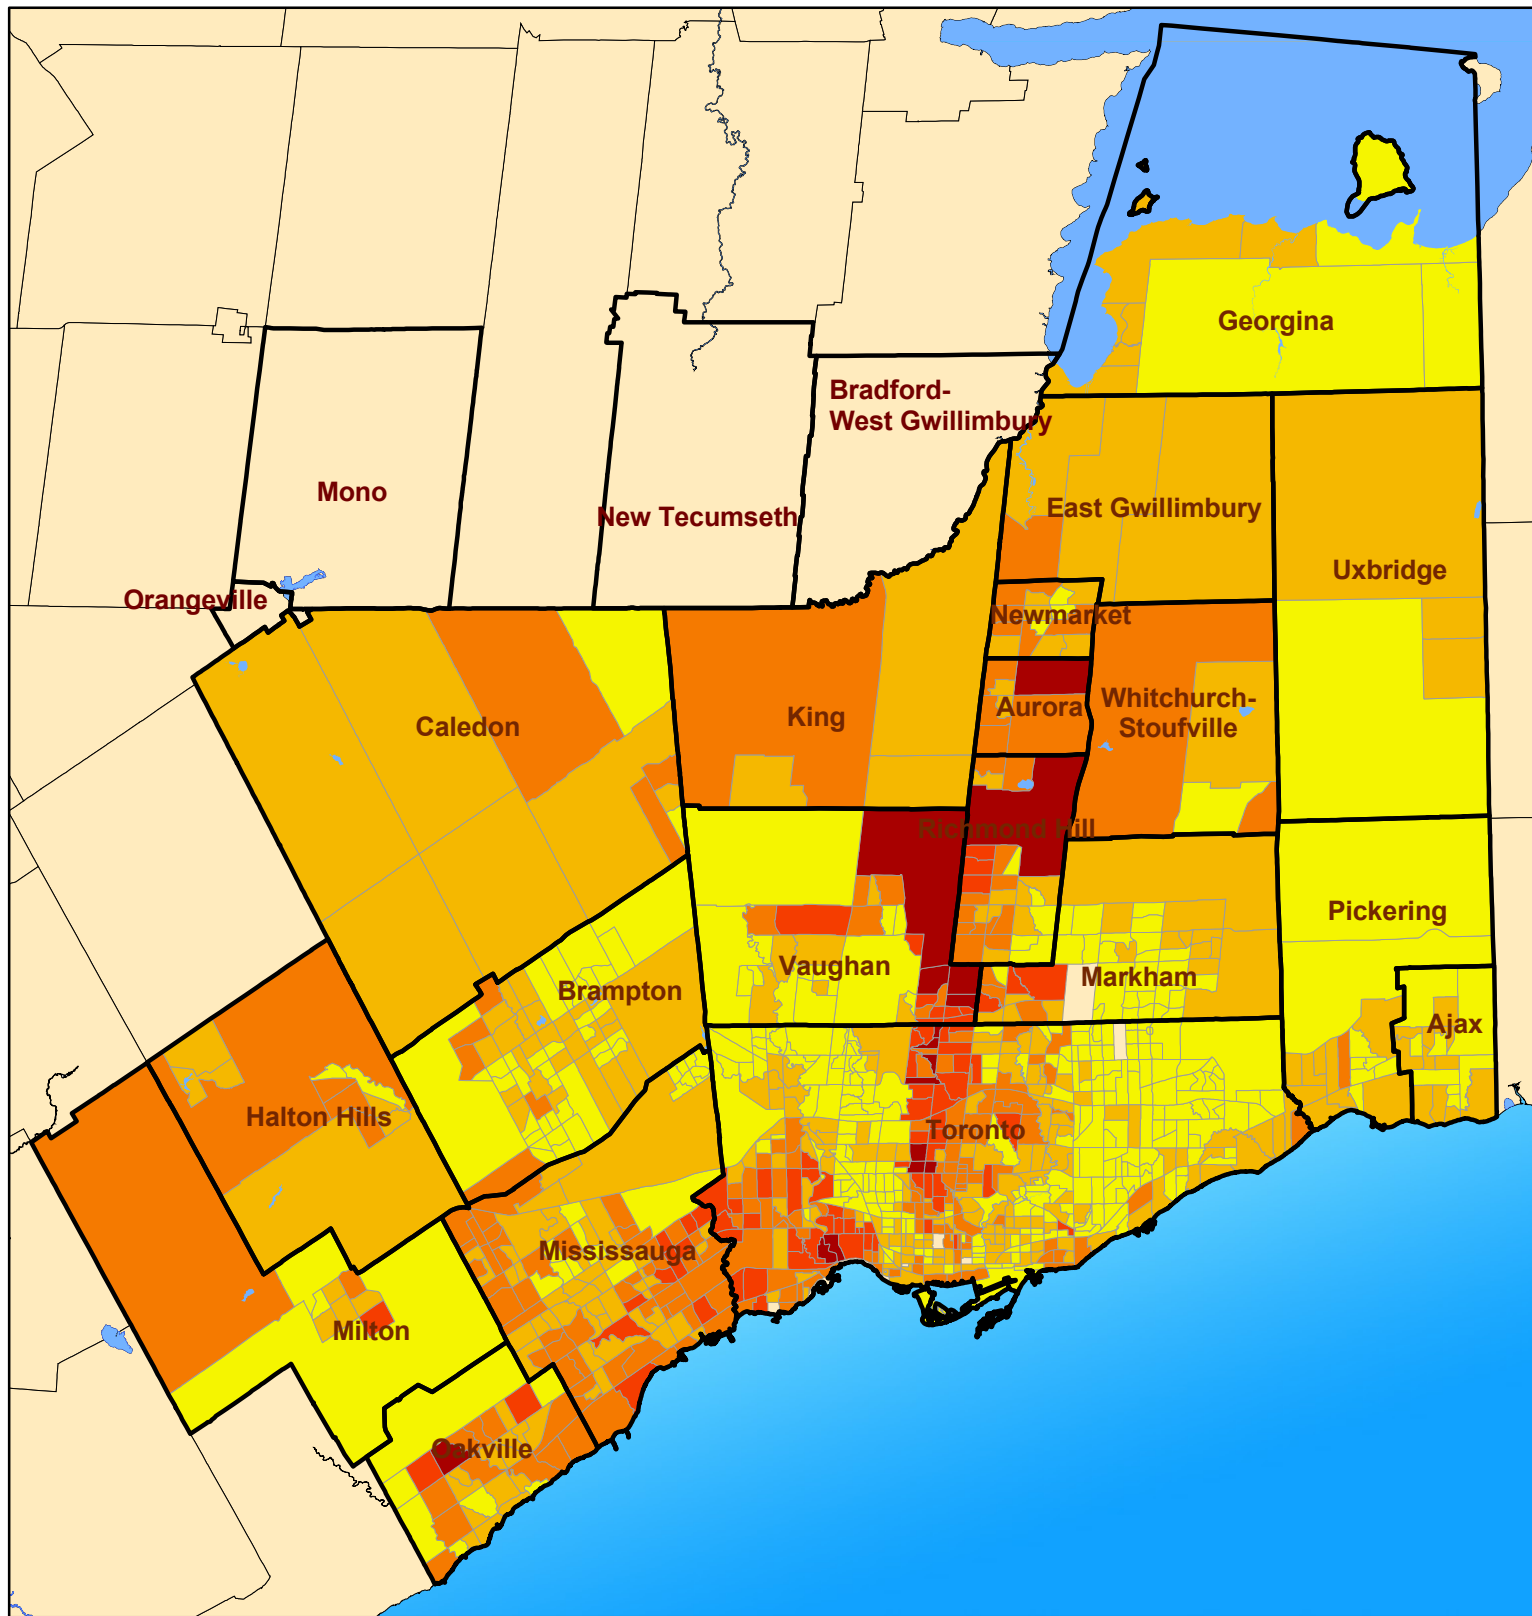 Georgina
Bradford-
West Gwillimbury
Mono
New Tecumseth
East Gwillimbury
Uxbridge
Orangeville
Newmarket
Caledon
King
Aurora
Whitchurch-
Stoufville
Richmond Hill
Pickering
Vaughan
Markham
Brampton
Ajax
Halton Hills
Toronto
Mississauga
Milton
Oakville